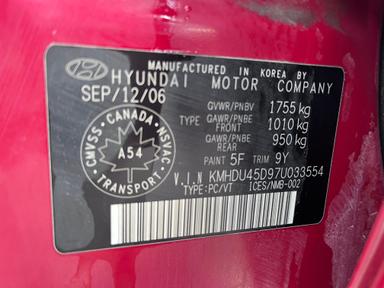 MANUFACTURED IN KOREA BY
HYUNDAI MOTOR COMPANY
SEP/12/06
GVWR/PNBV 1755 kg
TYPE GAWR/PNBE FRONT 1010 kg
GAWR/PNBE REAR 950 kg
PAINT 5F TRIM 9Y
CANADA
CMVSS NSVAC
A54
TRANSPORT
V.I.N KMHDU45D97U033554
TYPE:PC/VT ICES/NMB-002